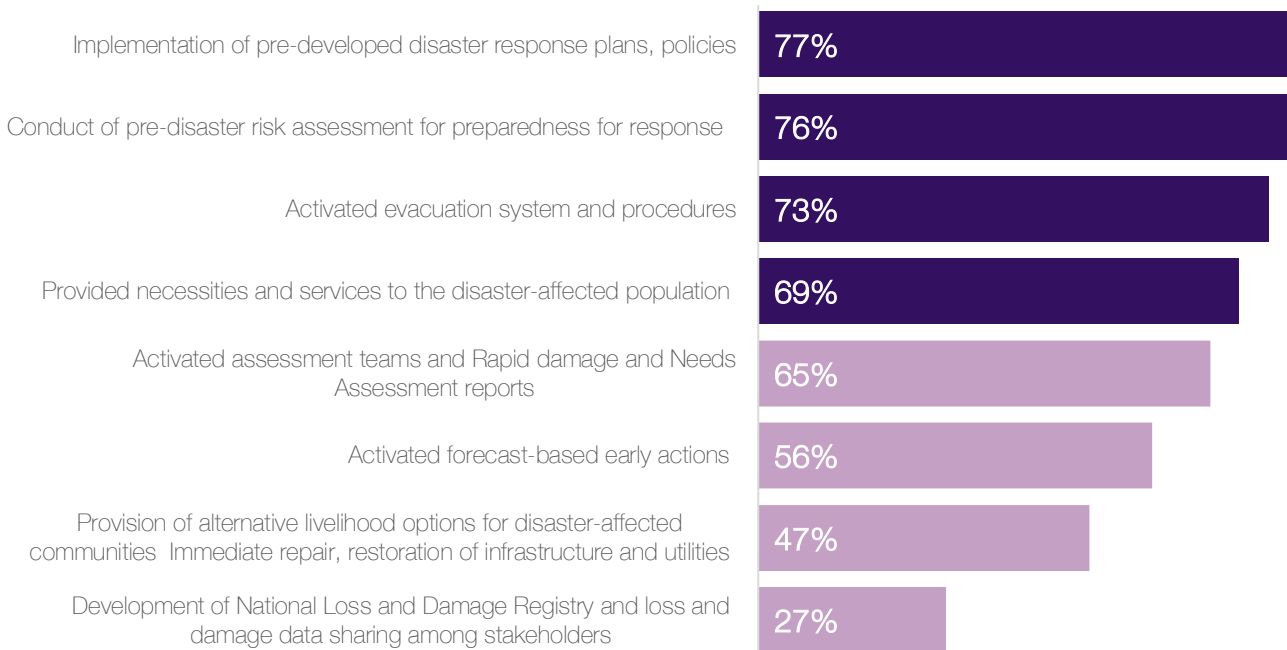 Implementation of pre-developed disaster response plans, policies 77%
Conduct of pre-disaster risk assessment for preparedness for response 76%
Activated evacuation system and procedures 73%
Provided necessities and services to the disaster-affected population 69%
Activated assessment teams and Rapid damage and Needs
Assessment reports
65%
Activated forecast-based early actions 56%
Provision of alternative livelihood options for disaster-affected
communities  Immediate repair, restoration of infrastructure and utilities
47%
Development of National Loss and Damage Registry and loss and
damage data sharing among stakeholders
27%